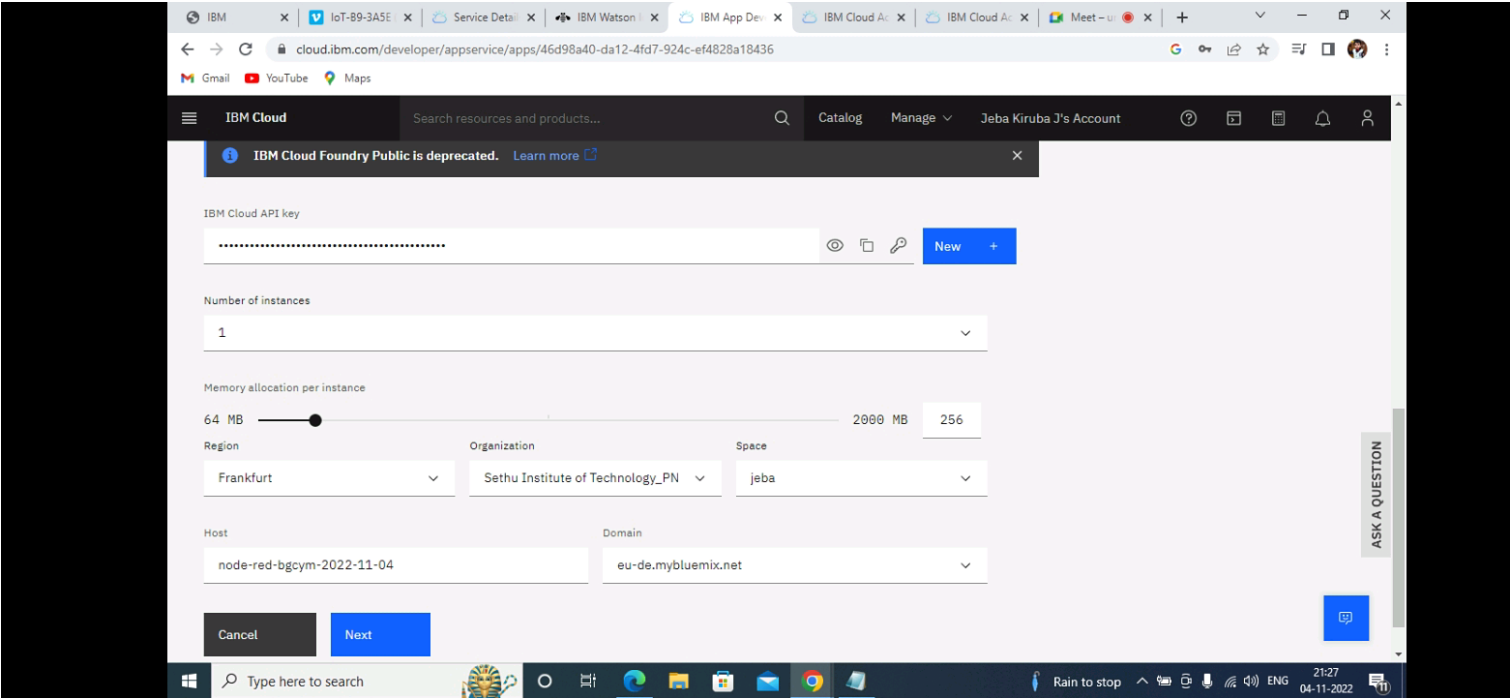 IBM
IoT-B9-3A5E
Service Detail
IBM Watson
IBM App Dev
IBM Cloud Ac
IBM Cloud Ac
Meet – u
cloud.ibm.com/developer/appservice/apps/46d98a40-da12-4fd7-924c-ef4828a18436
Gmail YouTube Maps
IBM Cloud Search resources and products... Catalog Manage Jeba Kiruba J's Account
IBM Cloud Foundry Public is deprecated. Learn more
IBM Cloud API key
New +
Number of instances
1
Memory allocation per instance
64 MB 2000 MB 256
Region Organization Space
Frankfurt Sethu Institute of Technology_PN jeba
Host Domain
node-red-bgcym-2022-11-04 eu-de.mybluemix.net
ASK A QUESTION
Cancel Next
Type here to search
Rain to stop
ENG
21:27
04-11-2022
11